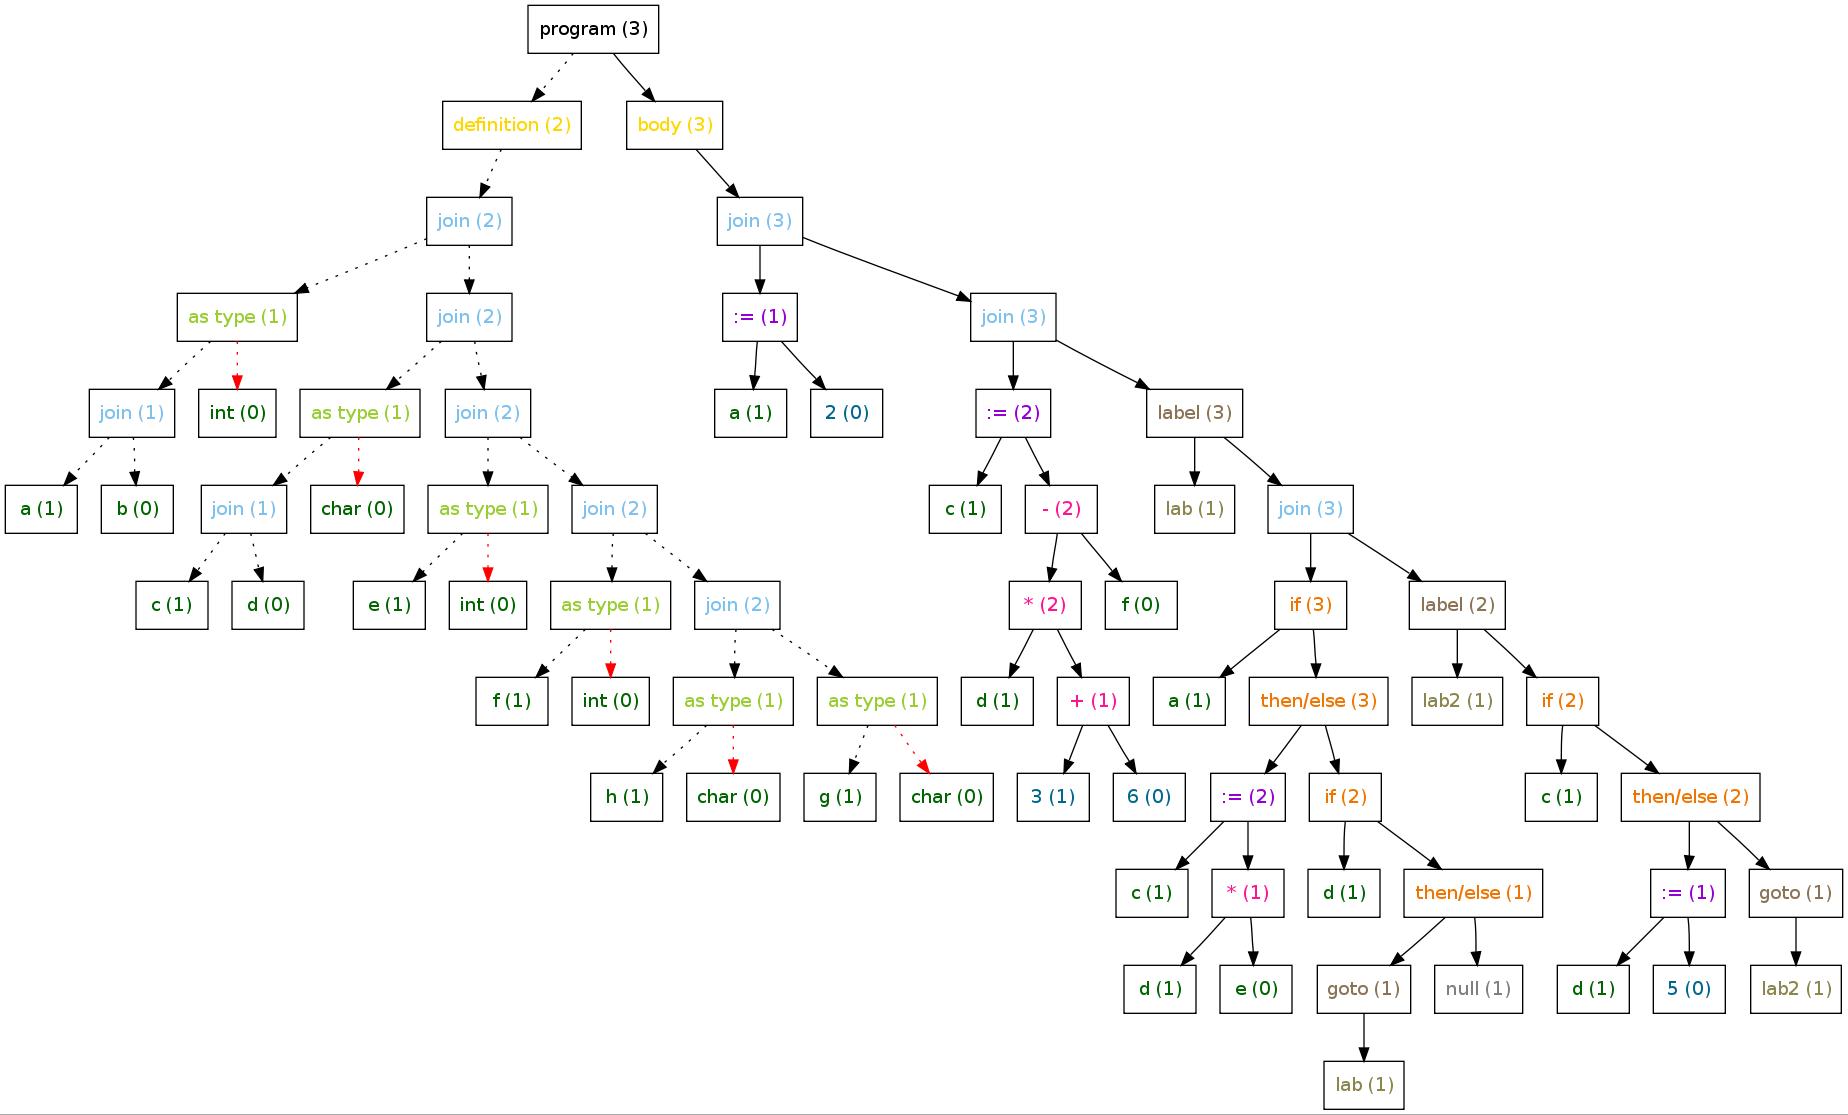 program (3)
definition (2) body (3)
join (2) join (3)
as type (1) join (2) := (1) join (3)
join (1) int (0) as type (1) join (2) a (1) 2 (0) := (2) label (3)
a (1) b (0) join (1) char (0) as type (1) join (2) c (1) - (2) lab (1) join (3)
c (1) d (0) e (1) int (0) as type (1) join (2) * (2) f (0) if (3) label (2)
f (1) int (0) as type (1) as type (1) d (1) + (1) a (1) then/else (3) lab2 (1) if (2)
h (1) char (0) g (1) char (0) 3 (1) 6 (0) := (2) if (2) c (1) then/else (2)
c (1) * (1) d (1) then/else (1) := (1) goto (1)
d (1) e (0) goto (1) null (1) d (1) 5 (0) lab2 (1)
lab (1)